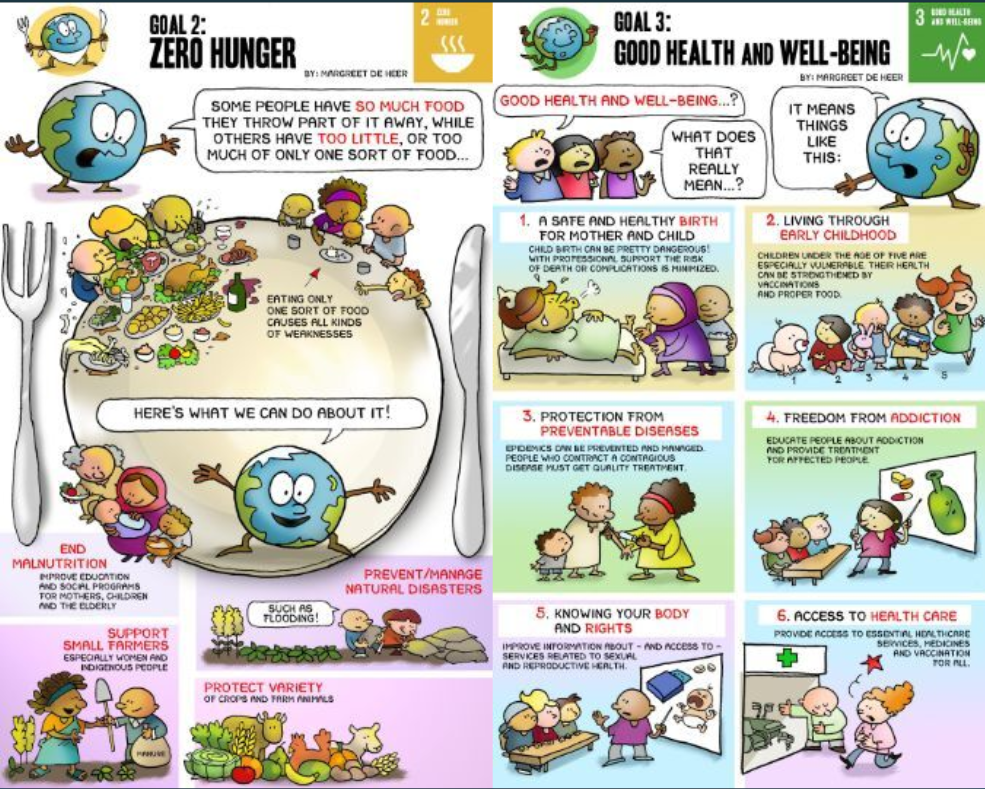 GOAL 2:
ZERO HUNGER
BY: MARGREET DE HEER
2 ZERO
HUNGER
SOME PEOPLE HAVE SO MUCH FOOD
THEY THROW PART OF IT AWAY, WHILE
OTHERS HAVE TOO LITTLE, OR TOO
MUCH OF ONLY ONE SORT OF FOOD...
EATING ONLY
ONE SORT OF FOOD
CAUSES ALL KINDS
OF WEAKNESSES
HERE'S WHAT WE CAN DO ABOUT IT!
END
MALNUTRITION
IMPROVE EDUCATION
AND SOCIAL PROGRAMS
FOR MOTHERS, CHILDREN
AND THE ELDERLY
PREVENT/MANAGE
NATURAL DISASTERS
SUCH AS
FLOODING!
SUPPORT
SMALL FARMERS
ESPECIALLY WOMEN AND
INDIGENOUS PEOPLE
MANURE
PROTECT VARIETY
OF CROPS AND FARM ANIMALS
GOAL 3:
GOOD HEALTH AND WELL-BEING
BY: MARGREET DE HEER
3 GOOD HEALTH
AND WELL-BEING
GOOD HEALTH AND WELL-BEING...?
WHAT DOES
THAT
REALLY
MEAN...?
IT MEANS
THINGS
LIKE
THIS:
1. A SAFE AND HEALTHY BIRTH
FOR MOTHER AND CHILD
CHILD BIRTH CAN BE PRETTY DANGEROUS!
WITH PROFESSIONAL SUPPORT THE RISK
OF DEATH OR COMPLICATIONS IS MINIMIZED.
2. LIVING THROUGH
EARLY CHILDHOOD
CHILDREN UNDER THE AGE OF FIVE ARE
ESPECIALLY VULNERABLE. THEIR HEALTH
CAN BE STRENGTHENED BY
VACCINATIONS
AND PROPER FOOD.
1 2 3 4 5
3. PROTECTION FROM
PREVENTABLE DISEASES
EPIDEMICS CAN BE PREVENTED AND MANAGED.
PEOPLE WHO CONTRACT A CONTAGIOUS
DISEASE MUST GET QUALITY TREATMENT.
4. FREEDOM FROM ADDICTION
EDUCATE PEOPLE ABOUT ADDICTION
AND PROVIDE TREATMENT
FOR AFFECTED PEOPLE.
5. KNOWING YOUR BODY
AND RIGHTS
IMPROVE INFORMATION ABOUT - AND ACCESS TO -
SERVICES RELATED TO SEXUAL
AND REPRODUCTIVE HEALTH.
6. ACCESS TO HEALTH CARE
PROVIDE ACCESS TO ESSENTIAL HEALTHCARE
SERVICES, MEDICINES
AND VACCINATION
FOR ALL.